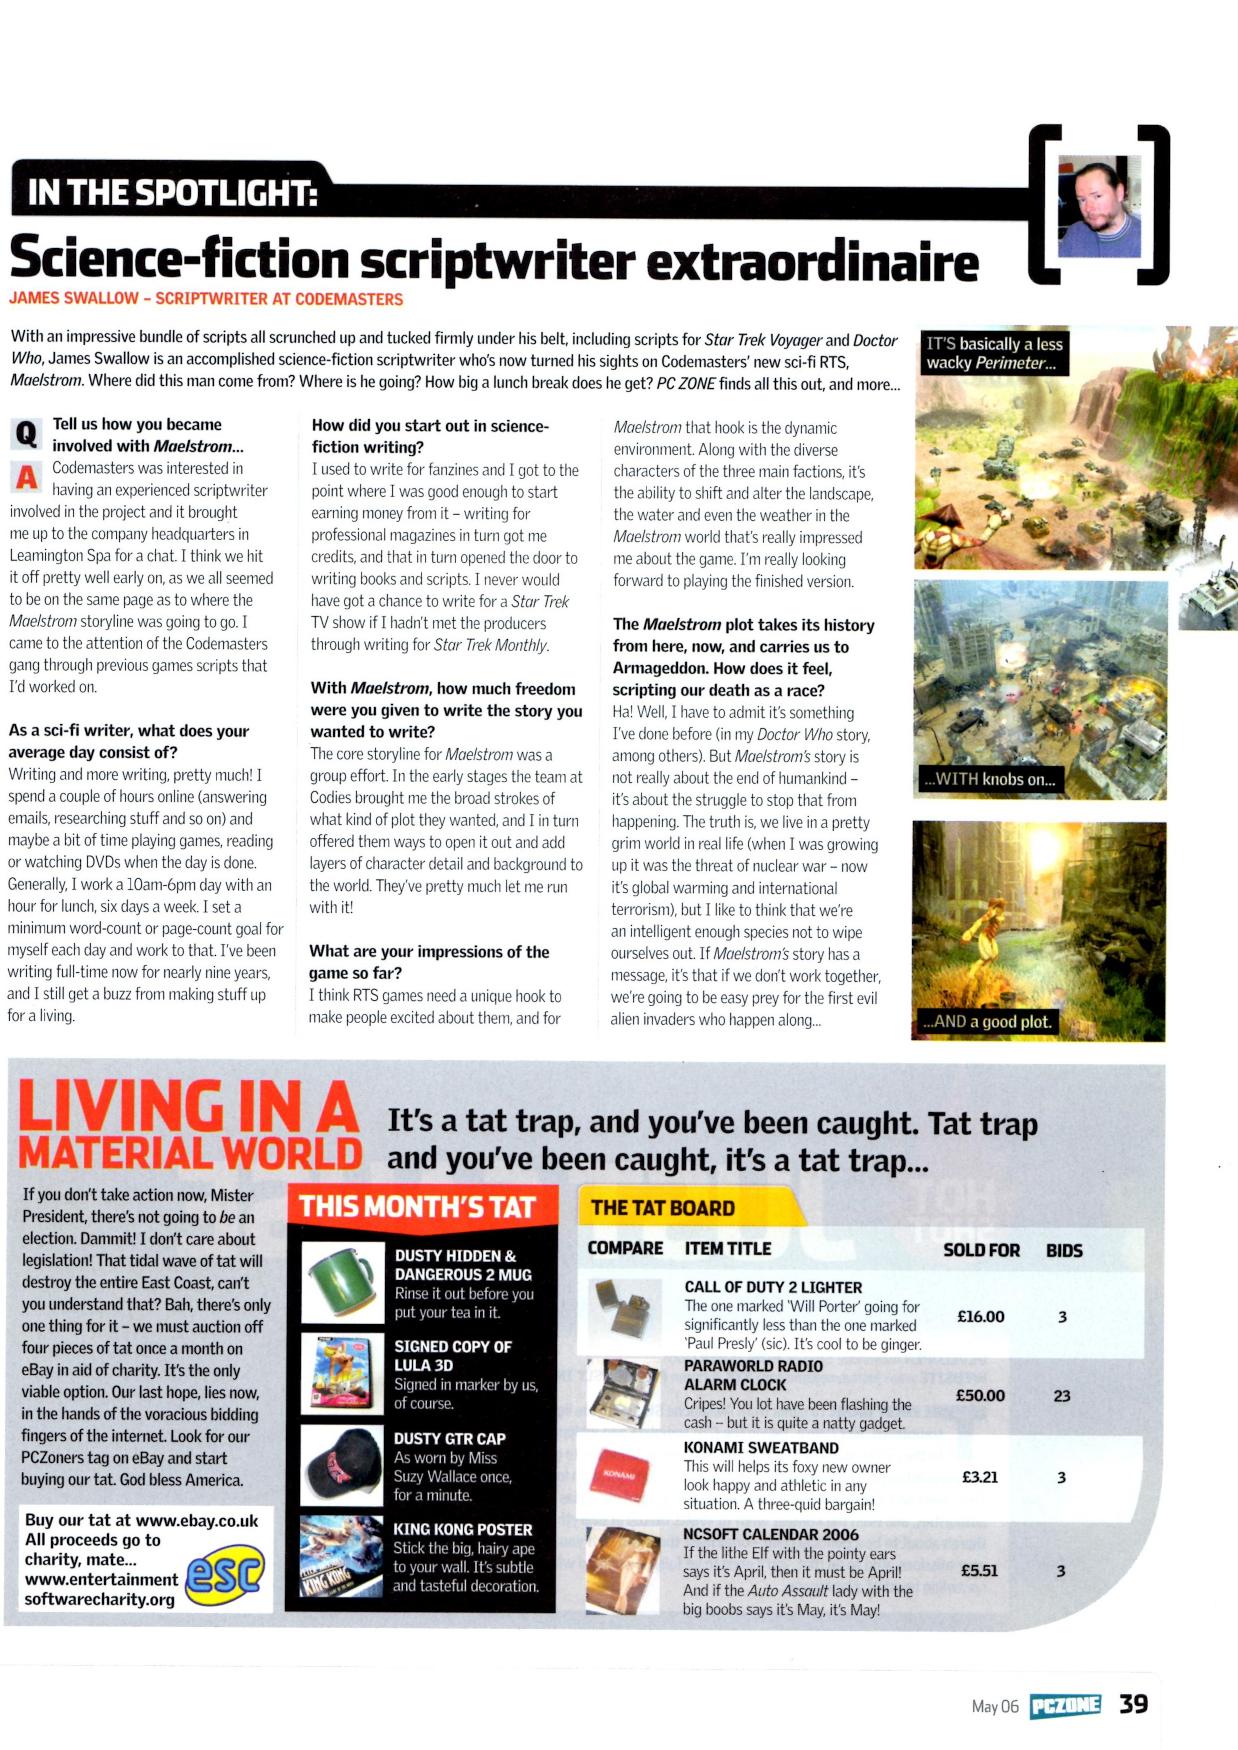 IN THE SPOTLIGHT:
Science-fiction scriptwriter extraordinaire
JAMES SWALLOW – SCRIPTWRITER AT CODEMASTERS
With an impressive bundle of scripts all scrunched up and tucked firmly under his belt, including scripts for Star Trek Voyager and Doctor
Who, James Swallow is an accomplished science-fiction scriptwriter who's now turned his sights on Codemasters' new sci-fi RTS,
Maelstrom. Where did this man come from? Where is he going? How big a lunch break does he get? PC ZONE finds all this out, and more...
Q Tell us how you became
involved with Maelstrom...
A Codemasters was interested in
having an experienced scriptwriter
involved in the project and it brought
me up to the company headquarters in
Leamington Spa for a chat. I think we hit
it off pretty well early on, as we all seemed
to be on the same page as to where the
Maelstrom storyline was going to go. I
came to the attention of the Codemasters
gang through previous games scripts that
I'd worked on.
As a sci-fi writer, what does your
average day consist of?
Writing and more writing, pretty much! I
spend a couple of hours online (answering
emails, researching stuff and so on) and
maybe a bit of time playing games, reading
or watching DVDs when the day is done.
Generally, I work a 10am-6pm day with an
hour for lunch, six days a week. I set a
minimum word-count or page-count goal for
myself each day and work to that. I've been
writing full-time now for nearly nine years,
and I still get a buzz from making stuff up
for a living.
How did you start out in science-
fiction writing?
I used to write for fanzines and I got to the
point where I was good enough to start
earning money from it – writing for
professional magazines in turn got me
credits, and that in turn opened the door to
writing books and scripts. I never would
have got a chance to write for a Star Trek
TV show if I hadn't met the producers
through writing for Star Trek Monthly.
With Maelstrom, how much freedom
were you given to write the story you
wanted to write?
The core storyline for Maelstrom was a
group effort. In the early stages the team at
Codies brought me the broad strokes of
what kind of plot they wanted, and I in turn
offered them ways to open it out and add
layers of character detail and background to
the world. They've pretty much let me run
with it!
What are your impressions of the
game so far?
I think RTS games need a unique hook to
make people excited about them, and for
Maelstrom that hook is the dynamic
environment. Along with the diverse
characters of the three main factions, it's
the ability to shift and alter the landscape,
the water and even the weather in the
Maelstrom world that's really impressed
me about the game. I'm really looking
forward to playing the finished version.
The Maelstrom plot takes its history
from here, now, and carries us to
Armageddon. How does it feel,
scripting our death as a race?
Ha! Well, I have to admit it's something
I've done before (in my Doctor Who story,
among others). But Maelstrom's story is
not really about the end of humankind –
it's about the struggle to stop that from
happening. The truth is, we live in a pretty
grim world in real life (when I was growing
up it was the threat of nuclear war – now
it's global warming and international
terrorism), but I like to think that we're
an intelligent enough species not to wipe
ourselves out. If Maelstrom's story has a
message, it's that if we don't work together,
we're going to be easy prey for the first evil
alien invaders who happen along...
IT'S basically a less
wacky Perimeter...
...WITH knobs on...
...AND a good plot.
LIVING IN A
MATERIAL WORLD
It's a tat trap, and you've been caught. Tat trap
and you've been caught, it's a tat trap...
If you don't take action now, Mister
President, there's not going to be an
election. Dammit! I don't care about
legislation! That tidal wave of tat will
destroy the entire East Coast, can't
you understand that? Bah, there's only
one thing for it – we must auction off
four pieces of tat once a month on
eBay in aid of charity. It's the only
viable option. Our last hope, lies now,
in the hands of the voracious bidding
fingers of the internet. Look for our
PCZoners tag on eBay and start
buying our tat. God bless America.
Buy our tat at www.ebay.co.uk
All proceeds go to
charity, mate...
www.entertainment
softwarecharity.org
esc
THIS MONTH'S TAT
DUSTY HIDDEN &
DANGEROUS 2 MUG
Rinse it out before you
put your tea in it.
SIGNED COPY OF
LULA 3D
Signed in marker by us,
of course.
DUSTY GTR CAP
As worn by Miss
Suzy Wallace once,
for a minute.
KING KONG
KING KONG POSTER
Stick the big, hairy ape
to your wall. It's subtle
and tasteful decoration.
THE TAT BOARD
COMPARE ITEM TITLE SOLD FOR BIDS
CALL OF DUTY 2 LIGHTER
The one marked 'Will Porter' going for
significantly less than the one marked
'Paul Presly' (sic). It's cool to be ginger.
£16.00 3
PARAWORLD RADIO
ALARM CLOCK
Cripes! You lot have been flashing the
cash – but it is quite a natty gadget.
£50.00 23
KONAMI
KONAMI SWEATBAND
This will helps its foxy new owner
look happy and athletic in any
situation. A three-quid bargain!
£3.21 3
NCSOFT CALENDAR 2006
If the lithe Elf with the pointy ears
says it's April, then it must be April!
And if the Auto Assault lady with the
big boobs says it's May, it's May!
£5.51 3
May 06 PCZONE 39